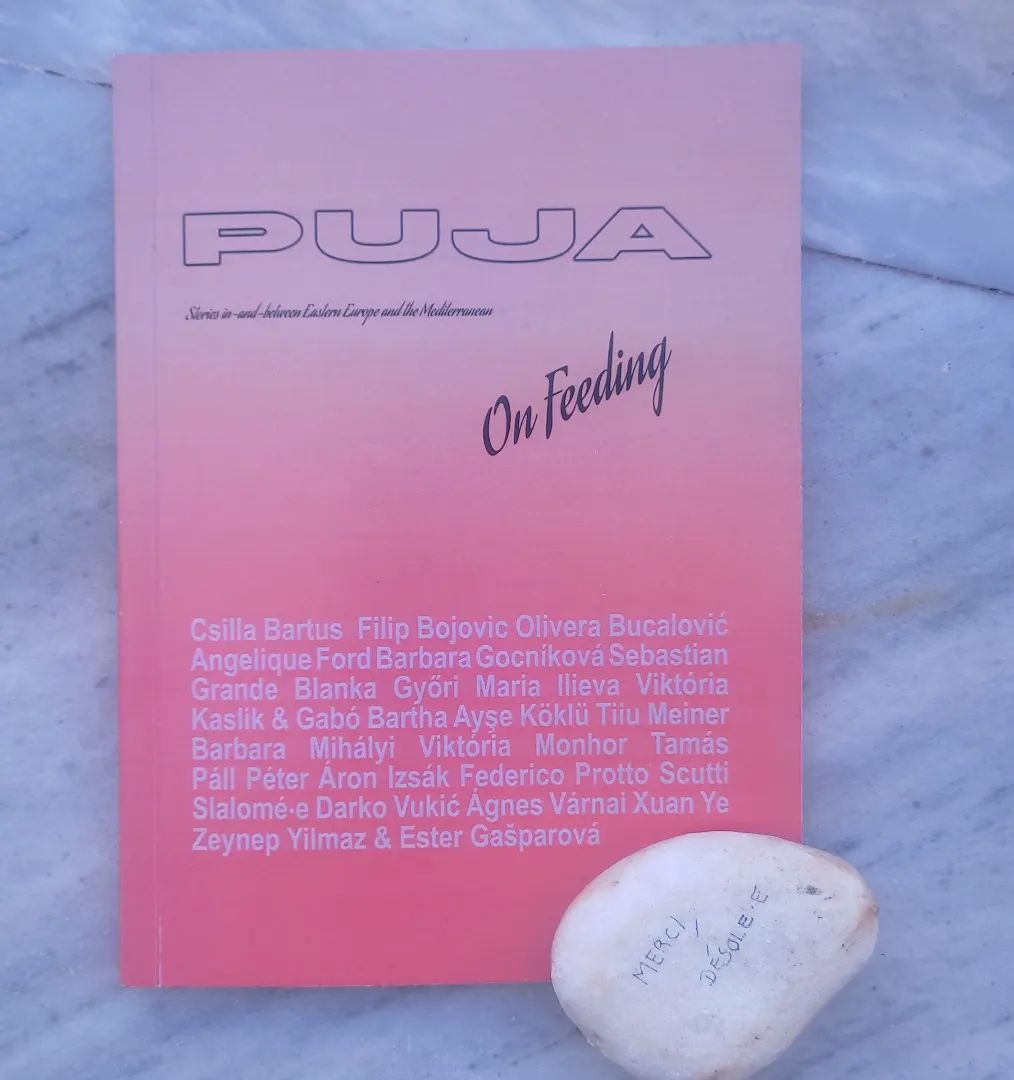 PUJA
Stories in-and-between Eastern Europe and the Mediterranean
On Feeding
Csilla Bartus Filip Bojovic Olivera Bucalović
Angelique Ford Barbara Gocníková Sebastian
Grande Blanka Győri Maria Ilieva Viktória
Kaslik & Gabó Bartha Ayşe Köklü Tiiu Meiner
Barbara Mihályi Viktória Monhor Tamás
Páll Péter Áron Izsák Federico Protto Scutti
Slalomé·e Darko Vukić Ágnes Várnai Xuan Ye
Zeynep Yilmaz & Ester Gašparová
MERCI /
DÉSOLÉ·E